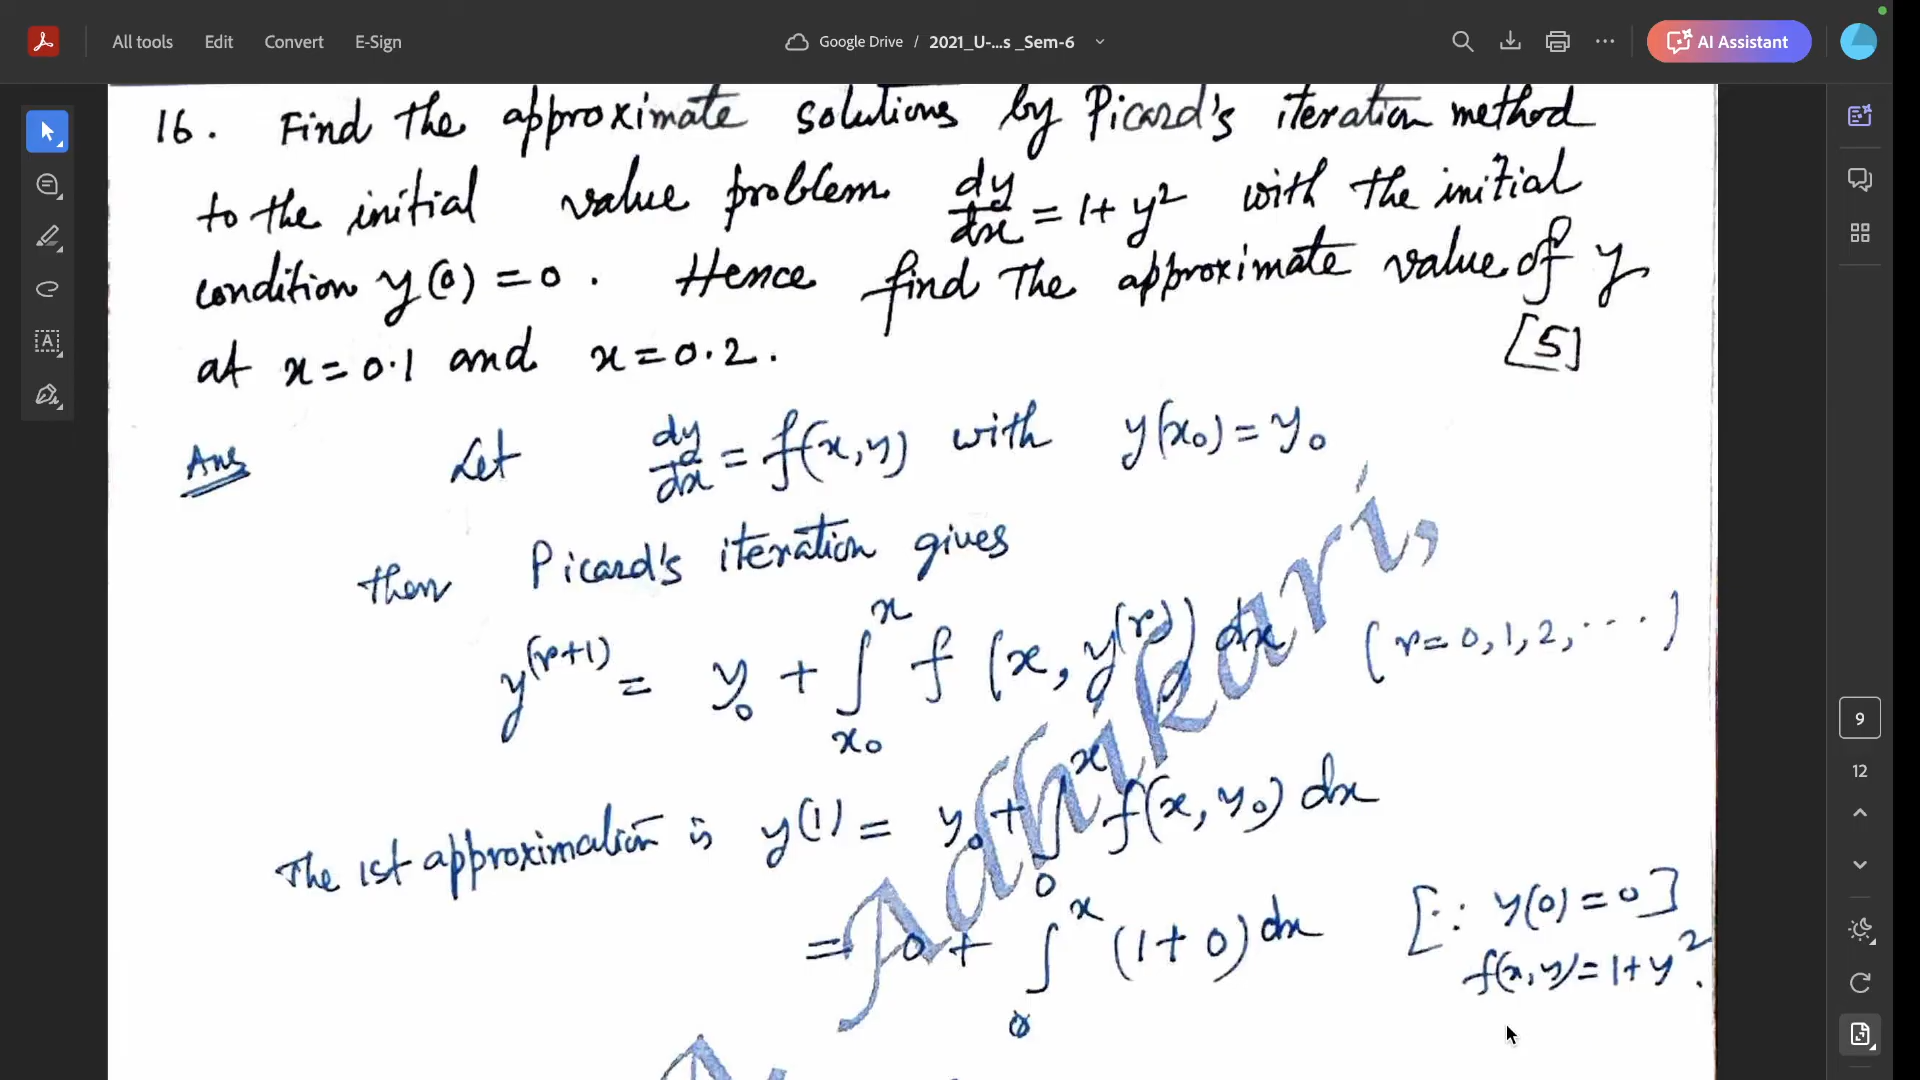 All tools Edit Convert E-Sign Google Drive / 2021_U-...s _Sem-6 AI Assistant
16. Find the approximate solutions by Picard's iteration method
to the initial value problem dy/dx = 1+y² with the initial
condition y(0) = 0. Hence find the approximate value of y
at x = 0.1 and x = 0.2. [5]
Ans Let dy/dx = f(x,y) with y(x₀) = y₀
then Picard's iteration gives
y^(r+1) = y₀ + ∫_{x₀}^{x} f(x, y^(r)) dx (r = 0, 1, 2, ....)
The 1st approximation is y(1) = y₀ + ∫_0^x f(x, y₀) dx
= 0 + ∫_0^x (1+0) dx [∵ y(0) = 0]
f(x,y) = 1+y².
Adhikari,
9
12